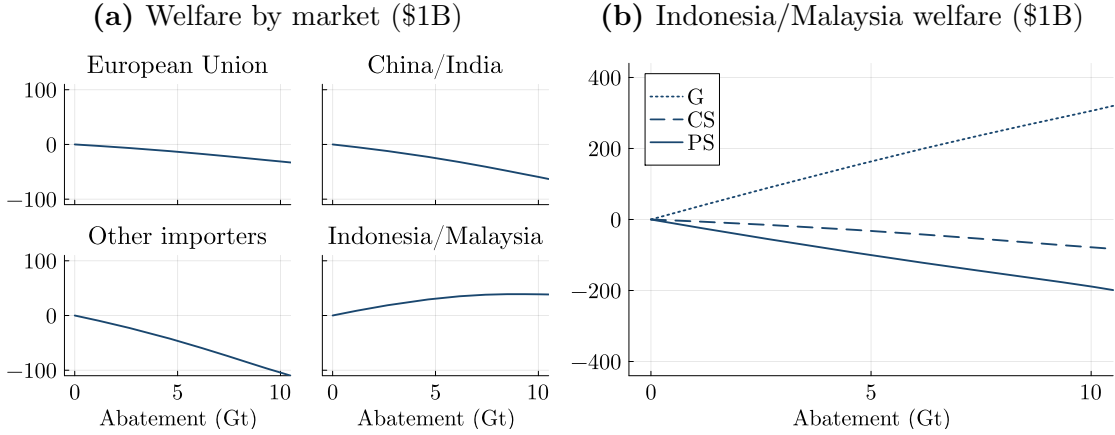 (a) Welfare by market ($1B)
European Union
China/India
100
0
−100
Other importers
Indonesia/Malaysia
100
0
−100
0 5 10
0 5 10
Abatement (Gt)
Abatement (Gt)
(b) Indonesia/Malaysia welfare ($1B)
400
200
0
−200
−400
G
CS
PS
0 5 10
Abatement (Gt)